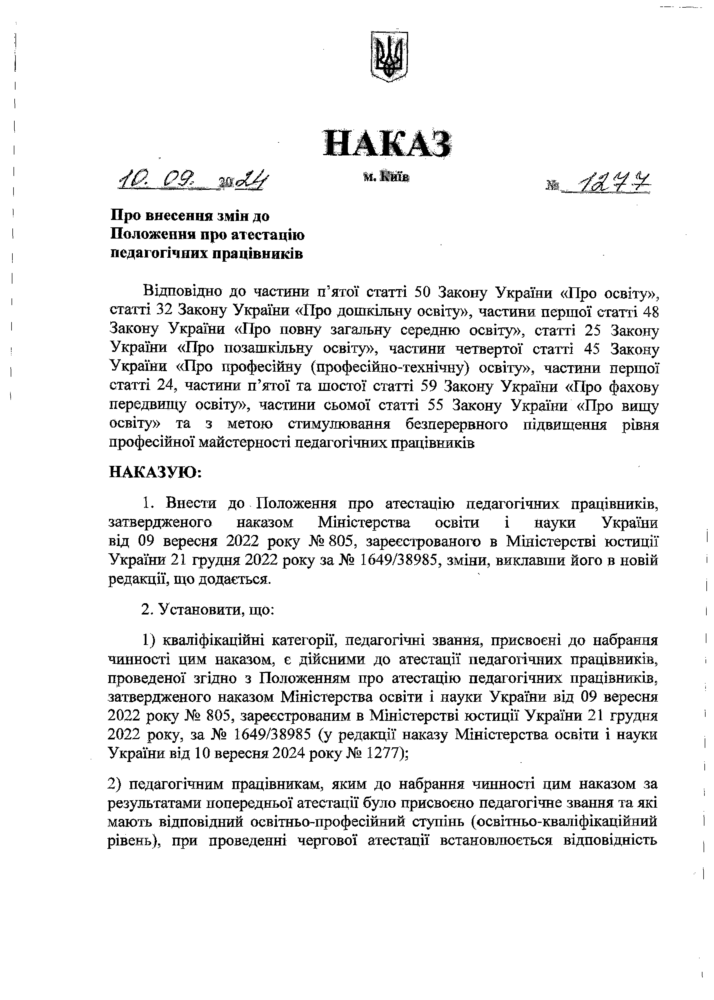 НАКАЗ
10. 09. 2024 м. Київ № 1277
Про внесення змін до
Положення про атестацію
педагогічних працівників
Відповідно до частини п’ятої статті 50 Закону України «Про освіту»,
статті 32 Закону України «Про дошкільну освіту», частини першої статті 48
Закону України «Про повну загальну середню освіту», статті 25 Закону
України «Про позашкільну освіту», частини четвертої статті 45 Закону
України «Про професійну (професійно-технічну) освіту», частини першої
статті 24, частини п’ятої та шостої статті 59 Закону України «Про фахову
передвищу освіту», частини сьомої статті 55 Закону України «Про вищу
освіту» та з метою стимулювання безперервного підвищення рівня
професійної майстерності педагогічних працівників
НАКАЗУЮ:
1. Внести до Положення про атестацію педагогічних працівників,
затвердженого наказом Міністерства освіти і науки України
від 09 вересня 2022 року № 805, зареєстрованого в Міністерстві юстиції
України 21 грудня 2022 року за № 1649/38985, зміни, виклавши його в новій
редакції, що додається.
2. Установити, що:
1) кваліфікаційні категорії, педагогічні звання, присвоєні до набрання
чинності цим наказом, є дійсними до атестації педагогічних працівників,
проведеної згідно з Положенням про атестацію педагогічних працівників,
затвердженого наказом Міністерства освіти і науки України від 09 вересня
2022 року № 805, зареєстрованим в Міністерстві юстиції України 21 грудня
2022 року, за № 1649/38985 (у редакції наказу Міністерства освіти і науки
України від 10 вересня 2024 року № 1277);
2) педагогічним працівникам, яким до набрання чинності цим наказом за
результатами попередньої атестації було присвоєно педагогічне звання та які
мають відповідний освітньо-професійний ступінь (освітньо-кваліфікаційний
рівень), при проведенні чергової атестації встановлюється відповідність